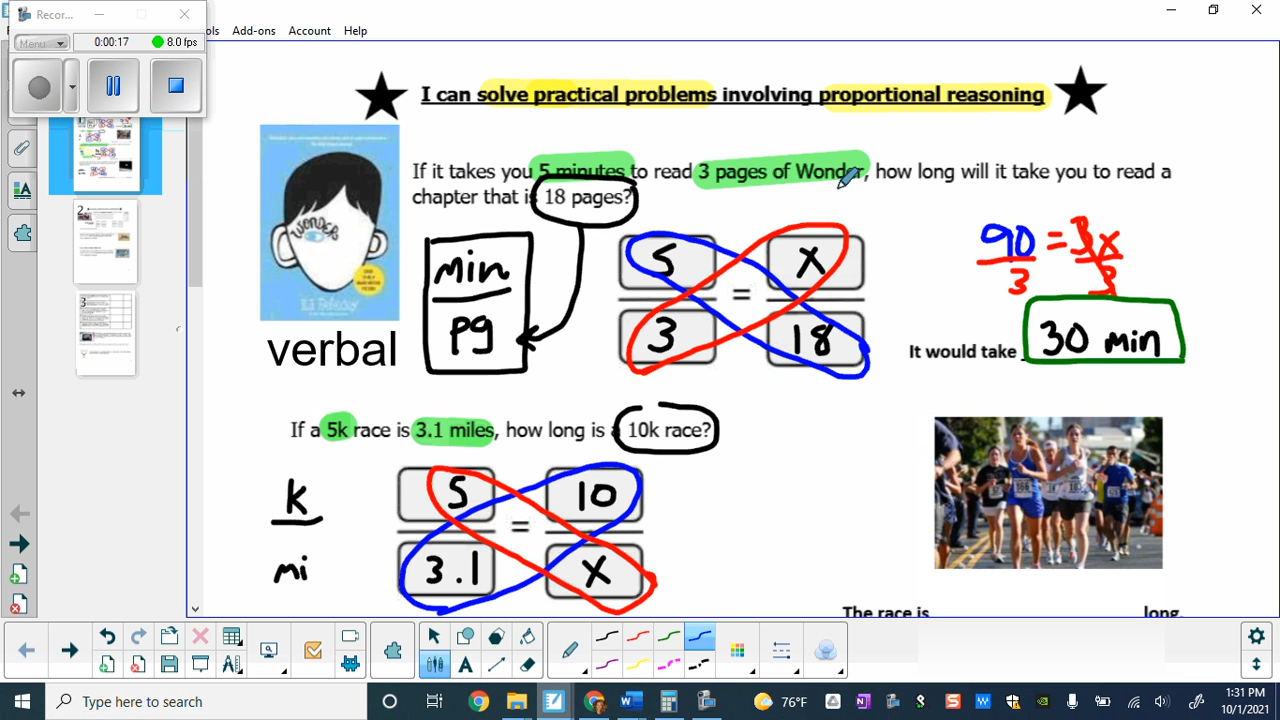 Recor...
Menu
0:00:17
8.0 fps
ols Add-ons Account Help
I can solve practical problems involving proportional reasoning
If it takes you 5 minutes to read 3 pages of Wonder, how long will it take you to read a
chapter that is 18 pages?
wonder
verbal
min
pg
5
3
=
x
18
90 = 3x
3 3
It would take
30 min
If a 5k race is 3.1 miles, how long is a 10k race?
k
mi
5
3.1
=
10
x
The race is long.
2
3
Type here to search
76°F
1:31 PM
10/1/2021